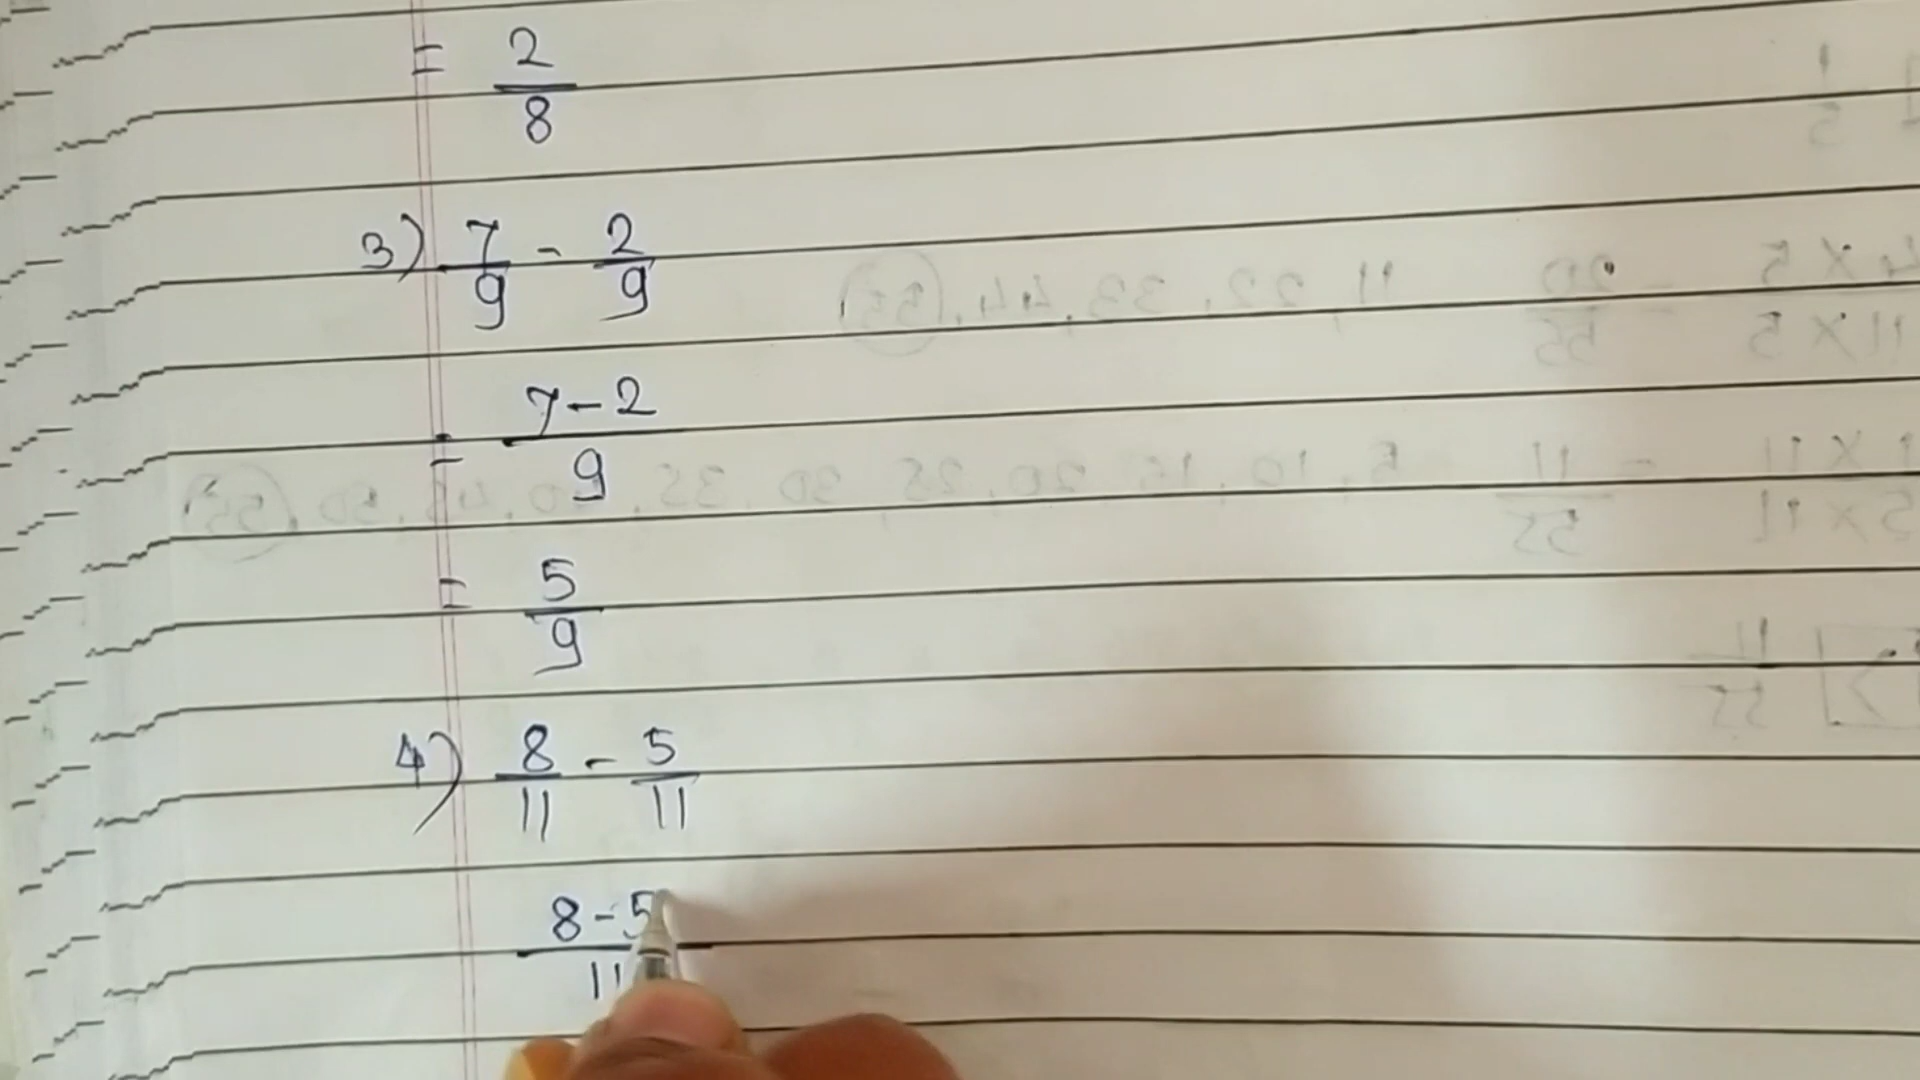 = 2/8
3) 7/9 - 2/9
= 7-2/9
= 5/9
4) 8/11 - 5/11
8-5/11